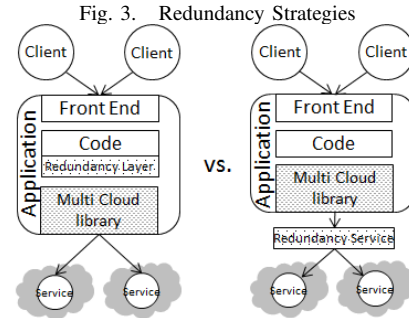 Fig. 3. Redundancy Strategies
Client
Client
Application
Front End
Code
Redundancy Layer
Multi Cloud
library
Service
Service
vs.
Client
Client
Application
Front End
Code
Multi Cloud
library
Redundancy Service
Service
Service